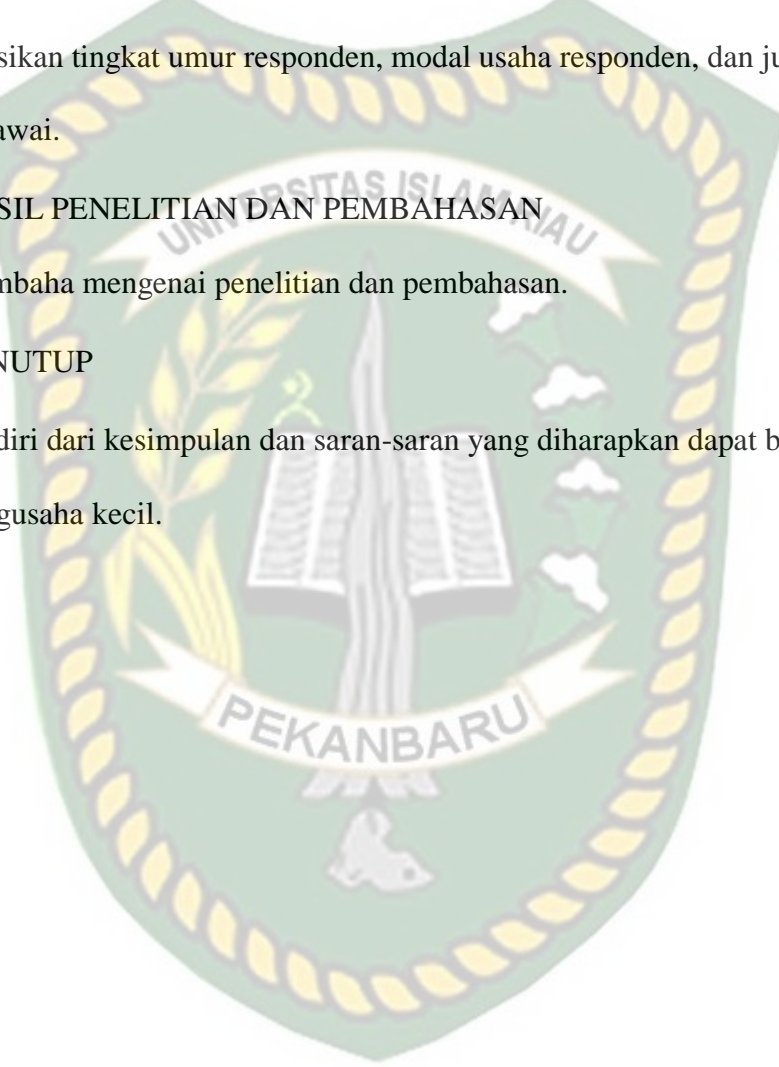 sikan tingkat umur responden, modal usaha responden, dan ju
awai.
UNIVERSITAS ISLAM RIAU
SIL PENELITIAN DAN PEMBAHASAN
mbaha mengenai penelitian dan pembahasan.
NUTUP
diri dari kesimpulan dan saran-saran yang diharapkan dapat b
gusaha kecil.
PEKANBARU